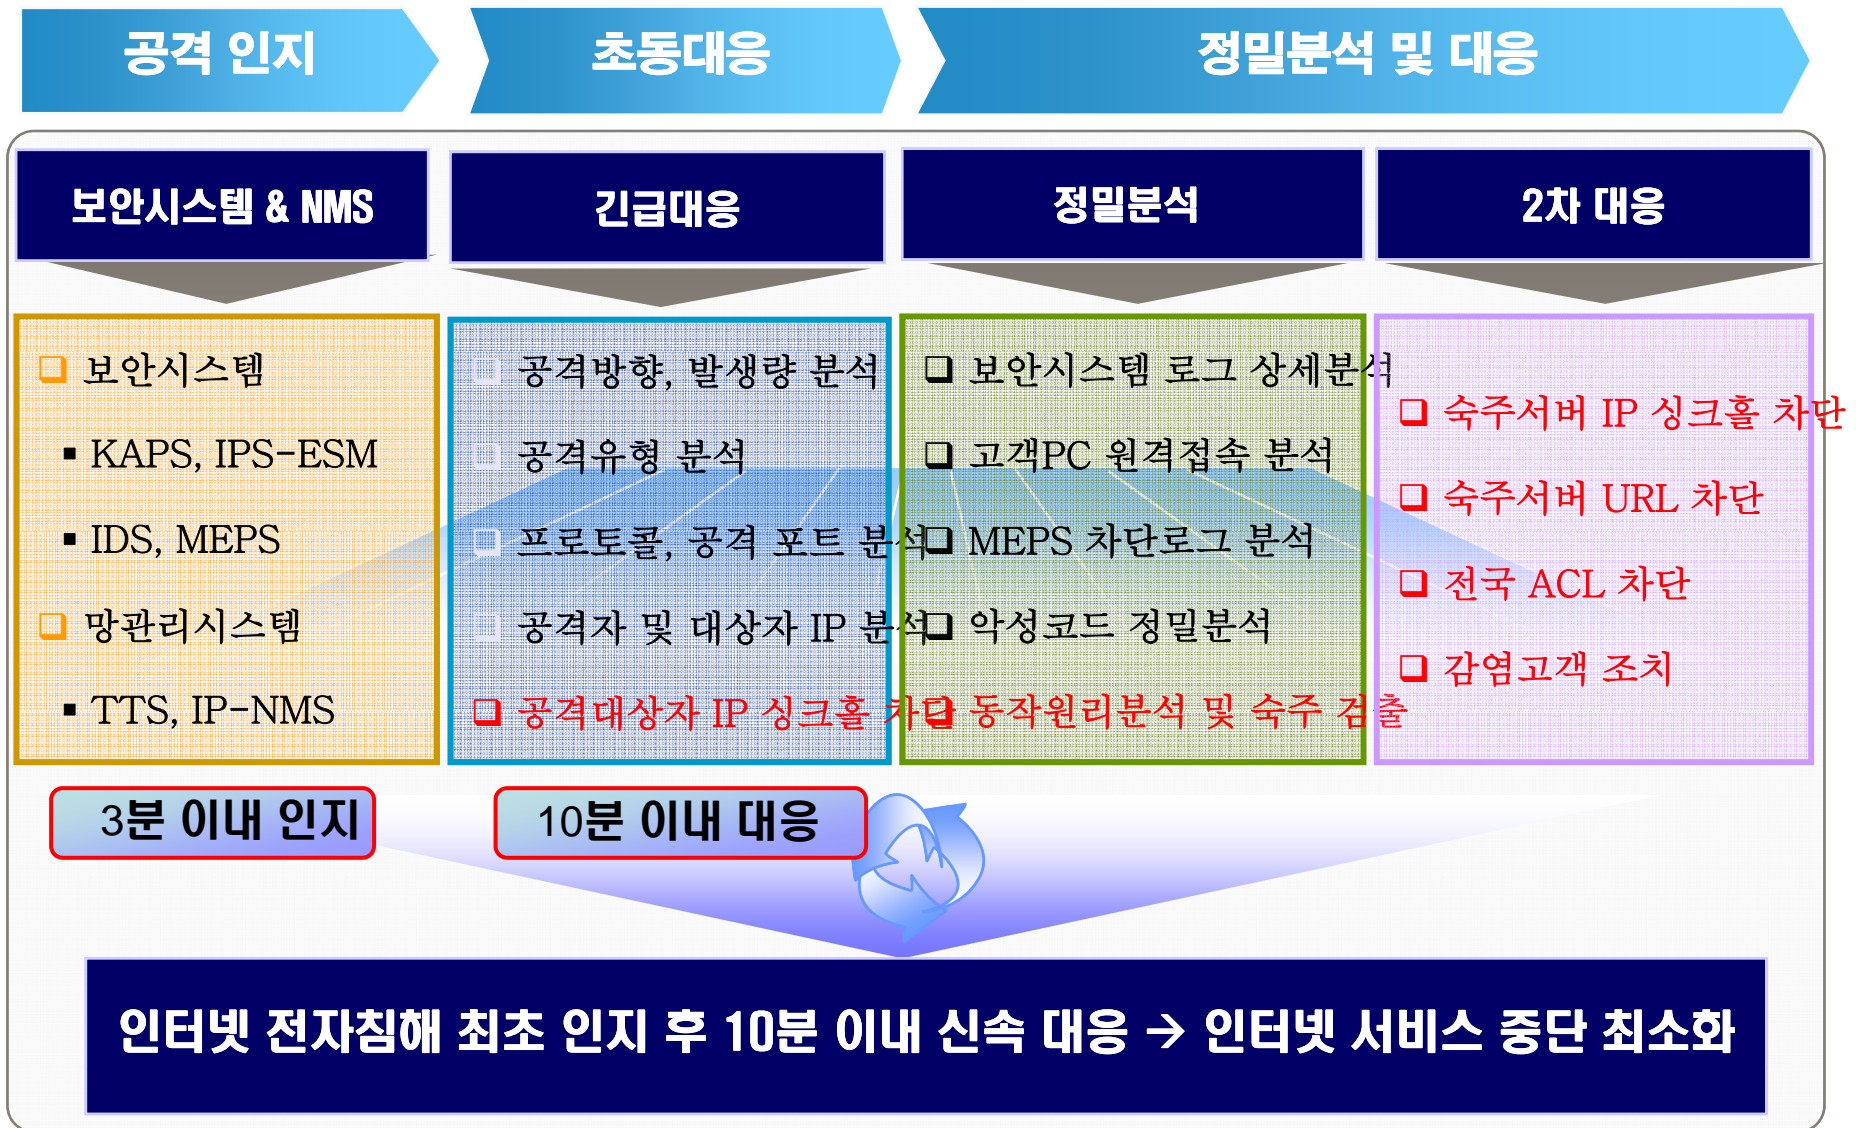 공격 인지
초동대응
정밀분석 및 대응
보안시스템 & NMS
긴급대응
정밀분석
2차 대응
보안시스템
KAPS, IPS-ESM
IDS, MEPS
망관리시스템
TTS, IP-NMS
공격방향, 발생량 분석
공격유형 분석
프로토콜, 공격 포트 분석
공격자 및 대상자 IP 분석
공격대상자 IP 싱크홀 차단
보안시스템 로그 상세분석
고객PC 원격접속 분석
MEPS 차단로그 분석
악성코드 정밀분석
동작원리분석 및 숙주 검출
숙주서버 IP 싱크홀 차단
숙주서버 URL 차단
전국 ACL 차단
감염고객 조치
3분 이내 인지
10분 이내 대응
인터넷 전자침해 최초 인지 후 10분 이내 신속 대응 → 인터넷 서비스 중단 최소화